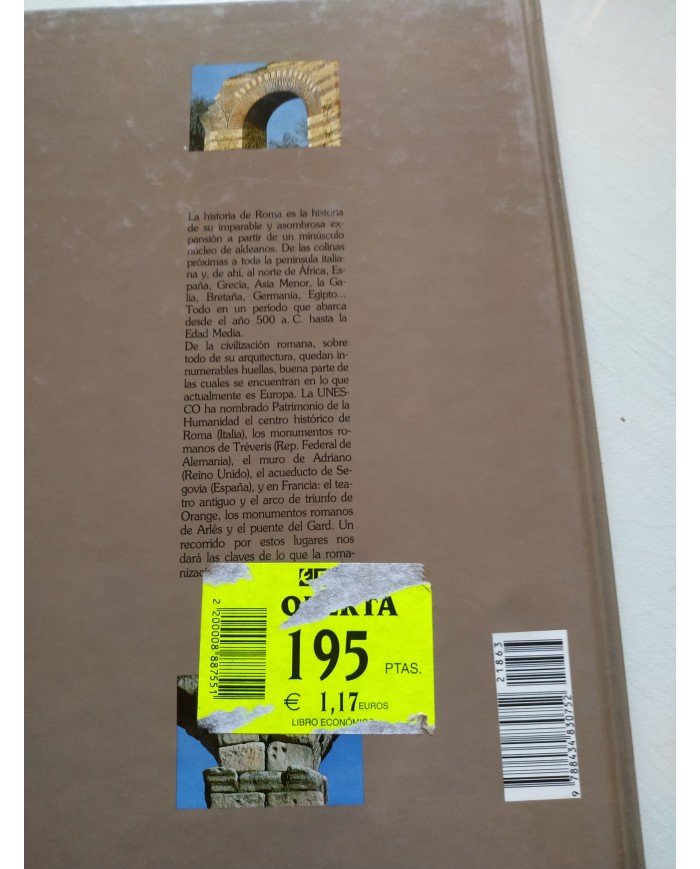 La historia de Roma es la historia
de su imparable y asombrosa ex-
pansión a partir de un minúsculo
núcleo de aldeanos. De las colinas
próximas a toda la península italia-
na y, de ahí, al norte de África, Es-
paña, Grecia, Asia Menor, la Ga-
lia, Bretaña, Germania, Egipto...
Todo en un período que abarca
desde el año 500 a. C. hasta la
Edad Media.
De la civilización romana, sobre
todo de su arquitectura, quedan in-
numerables huellas, buena parte de
las cuales se encuentran en lo que
actualmente es Europa. La UNES-
CO ha nombrado Patrimonio de la
Humanidad el centro histórico de
Roma (Italia), los monumentos ro-
manos de Tréveris (Rep. Federal de
Alemania), el muro de Adriano
(Reino Unido), el acueducto de Se-
govia (España), y en Francia: el tea-
tro antiguo y el arco de triunfo de
Orange, los monumentos romanos
de Arlés y el puente del Gard. Un
recorrido por estos lugares nos
dará las claves de lo que la roma-
OFERTA
195 PTAS.
€ 1,17 EUROS
LIBRO ECONÓMICO
2 200008 887551
21863
9 788434 830752